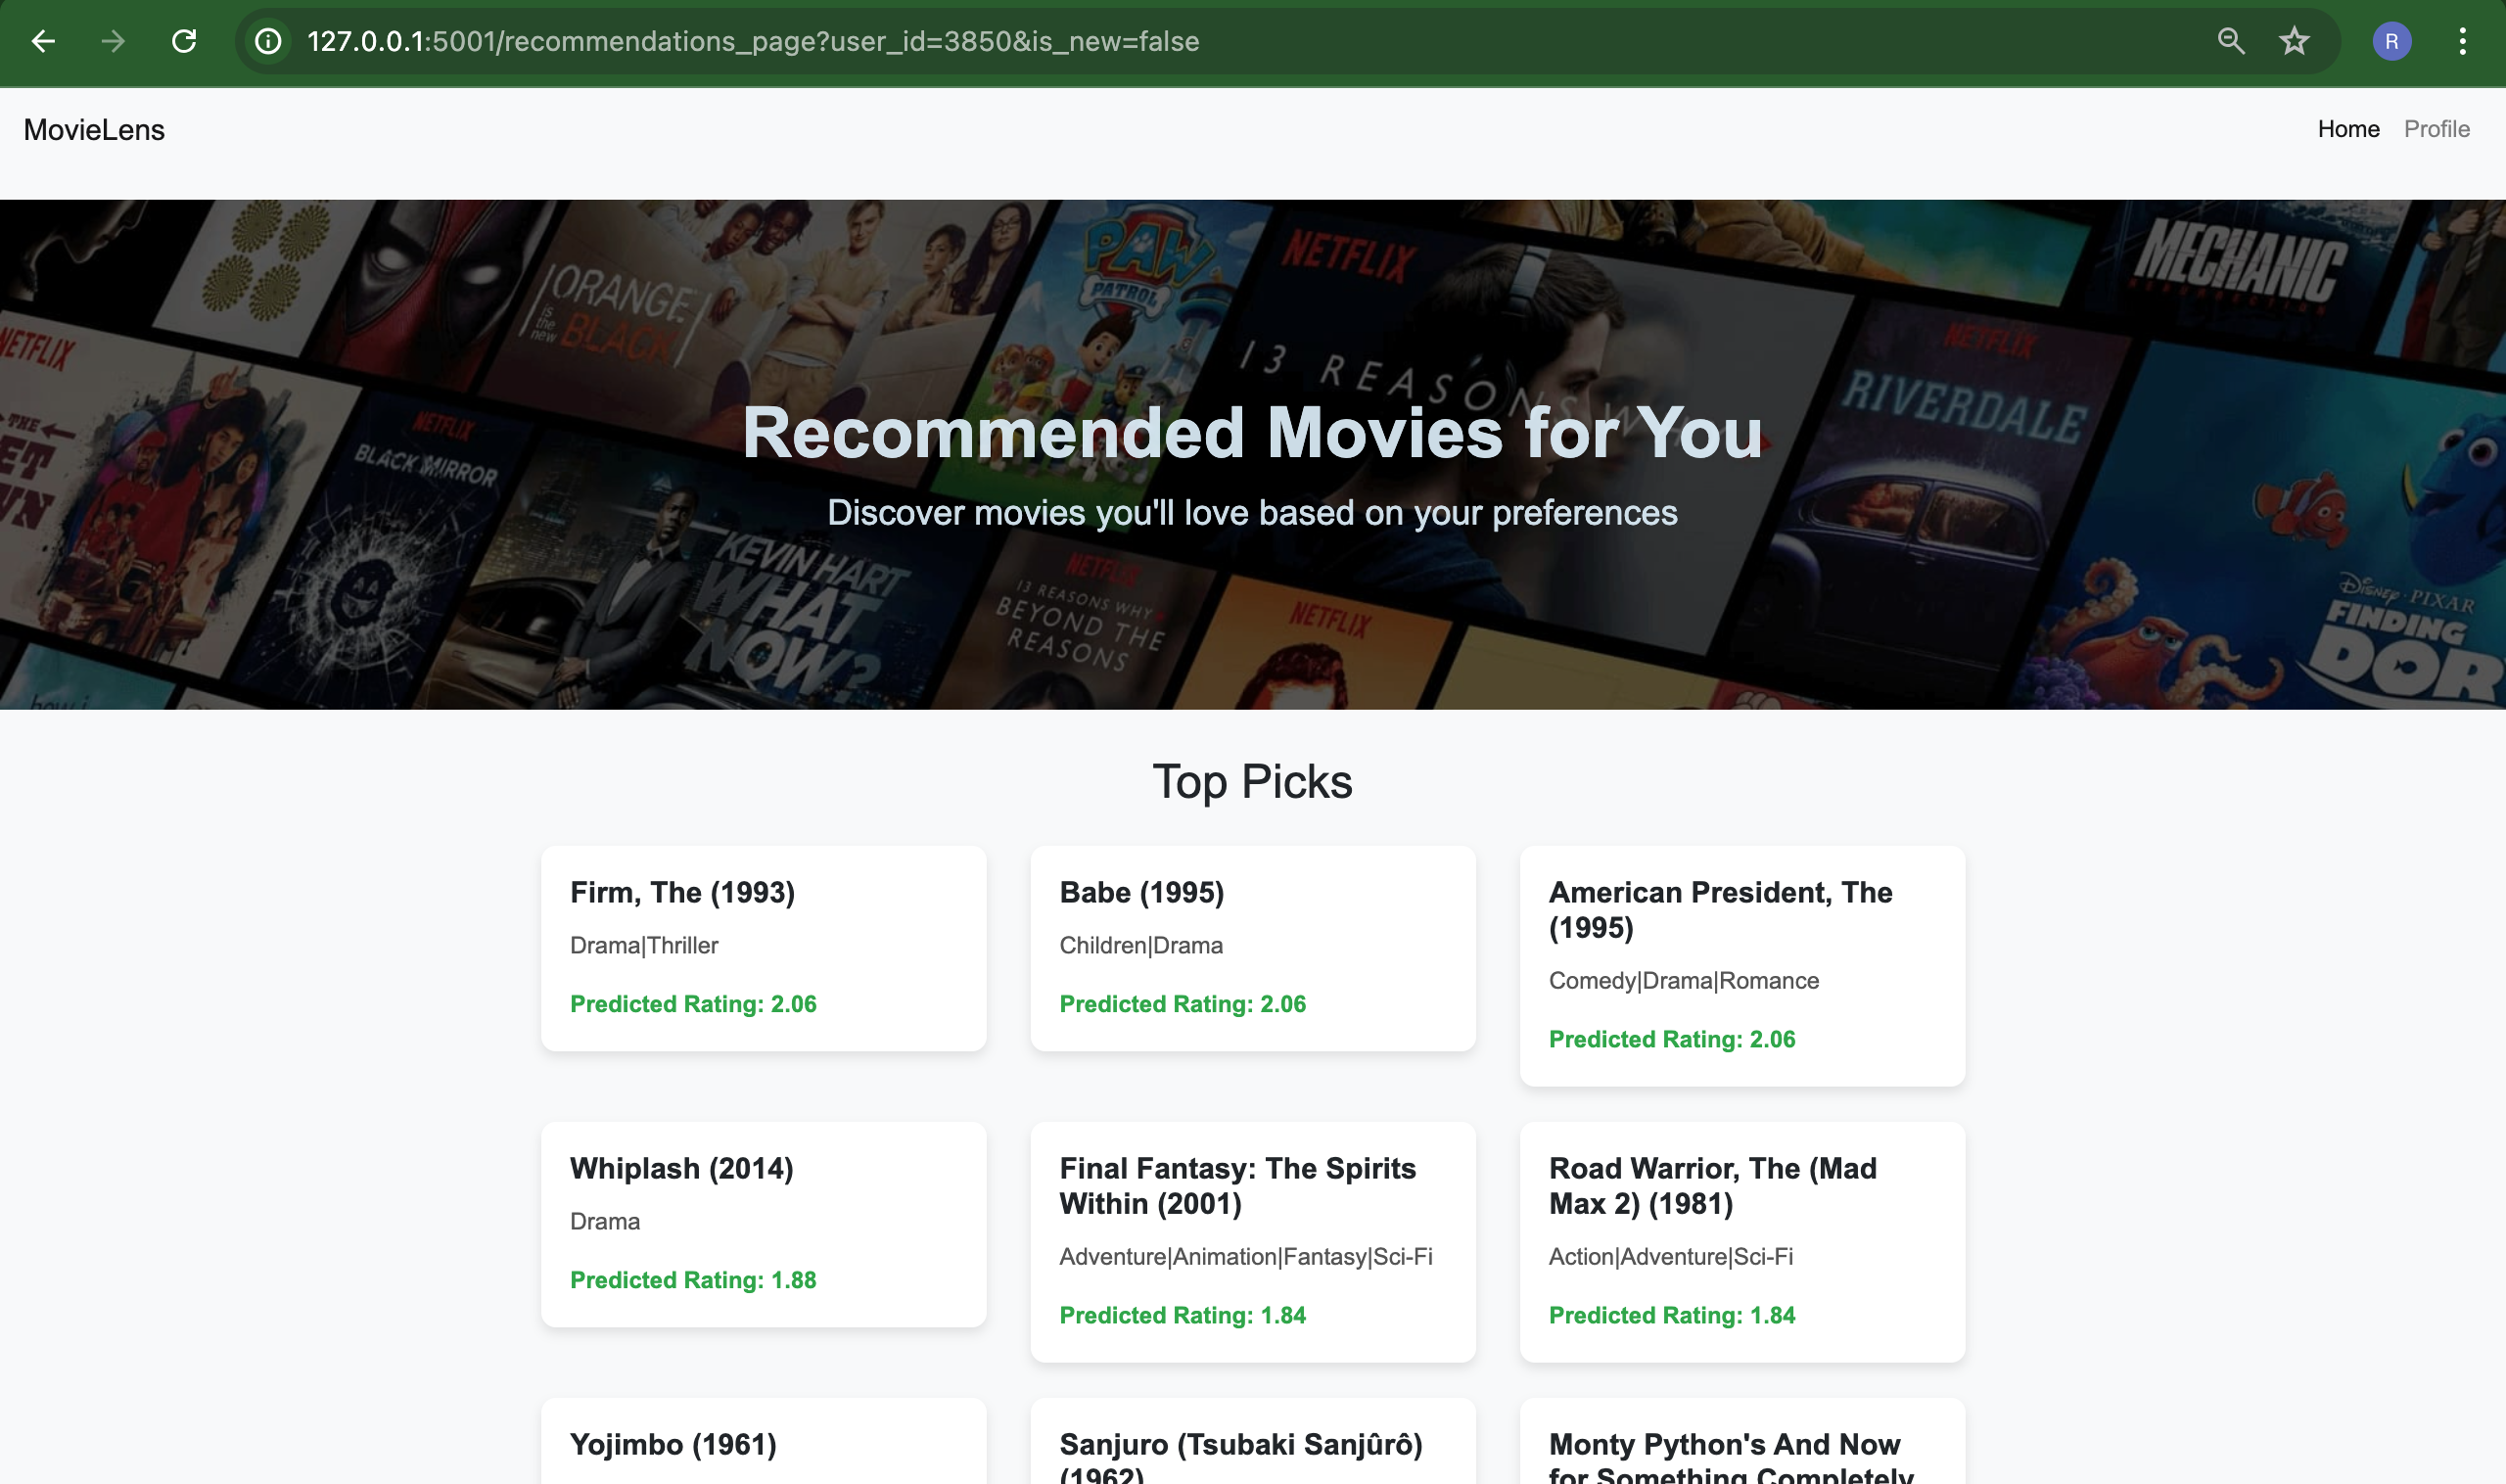 127.0.0.1:5001/recommendations_page?user_id=3850&is_new=false
R
MovieLens
Home Profile
ORANGE
is the new BLACK
PAW
PATROL
NETFLIX
MECHANIC
NETFLIX
13 REASONS
NETFLIX
RIVERDALE
THE
NETFLIX
BLACK MIRROR
Recommended Movies for You
Discover movies you'll love based on your preferences
KEVIN HART
WHAT
NOW?
NETFLIX
13 REASONS WHY
BEYOND THE
REASONS
NETFLIX
DISNEY·PIXAR
FINDING
DOR
Top Picks
Firm, The (1993)
Drama|Thriller
Predicted Rating: 2.06
Babe (1995)
Children|Drama
Predicted Rating: 2.06
American President, The
(1995)
Comedy|Drama|Romance
Predicted Rating: 2.06
Whiplash (2014)
Drama
Predicted Rating: 1.88
Final Fantasy: The Spirits
Within (2001)
Adventure|Animation|Fantasy|Sci-Fi
Predicted Rating: 1.84
Road Warrior, The (Mad
Max 2) (1981)
Action|Adventure|Sci-Fi
Predicted Rating: 1.84
Yojimbo (1961)
Sanjuro (Tsubaki Sanjûrô)
(1962)
Monty Python's And Now
for Something Completely